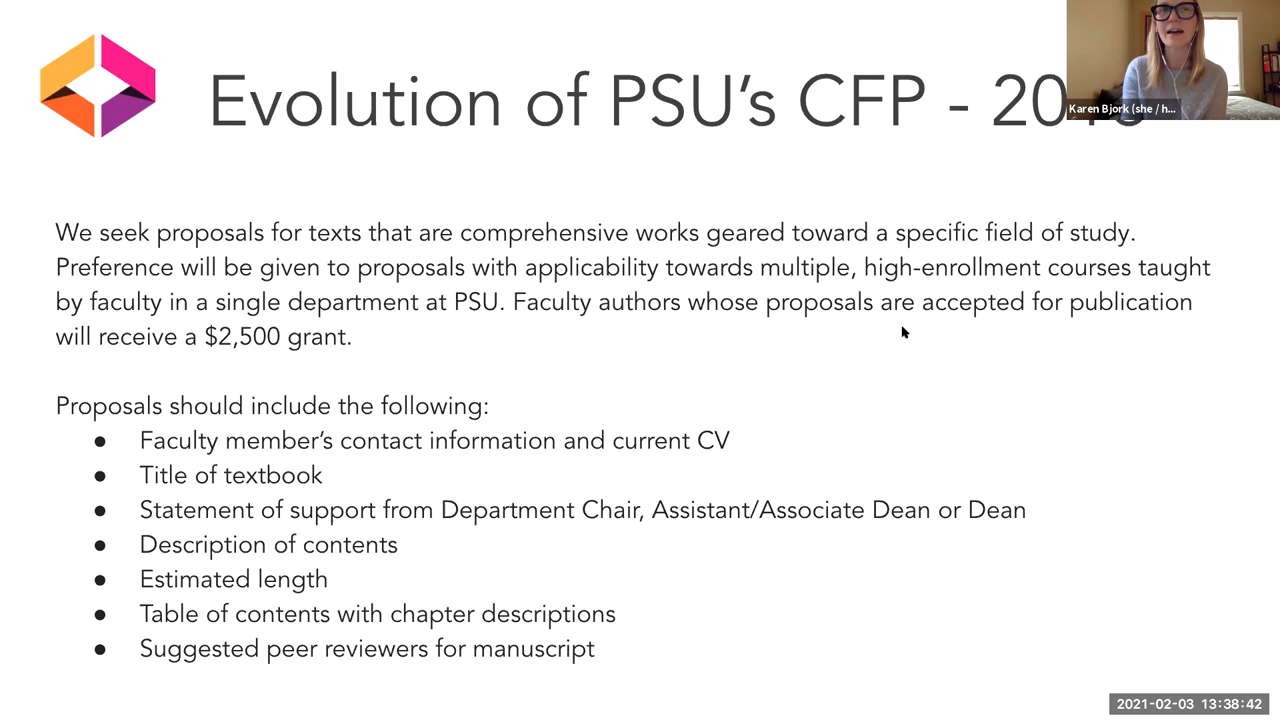 Evolution of PSU's CFP - 20
Karen Bjork (she / h...
We seek proposals for texts that are comprehensive works geared toward a specific field of study.
Preference will be given to proposals with applicability towards multiple, high-enrollment courses taught
by faculty in a single department at PSU. Faculty authors whose proposals are accepted for publication
will receive a $2,500 grant.
Proposals should include the following:
● Faculty member's contact information and current CV
● Title of textbook
● Statement of support from Department Chair, Assistant/Associate Dean or Dean
● Description of contents
● Estimated length
● Table of contents with chapter descriptions
● Suggested peer reviewers for manuscript
2021-02-03 13:38:42